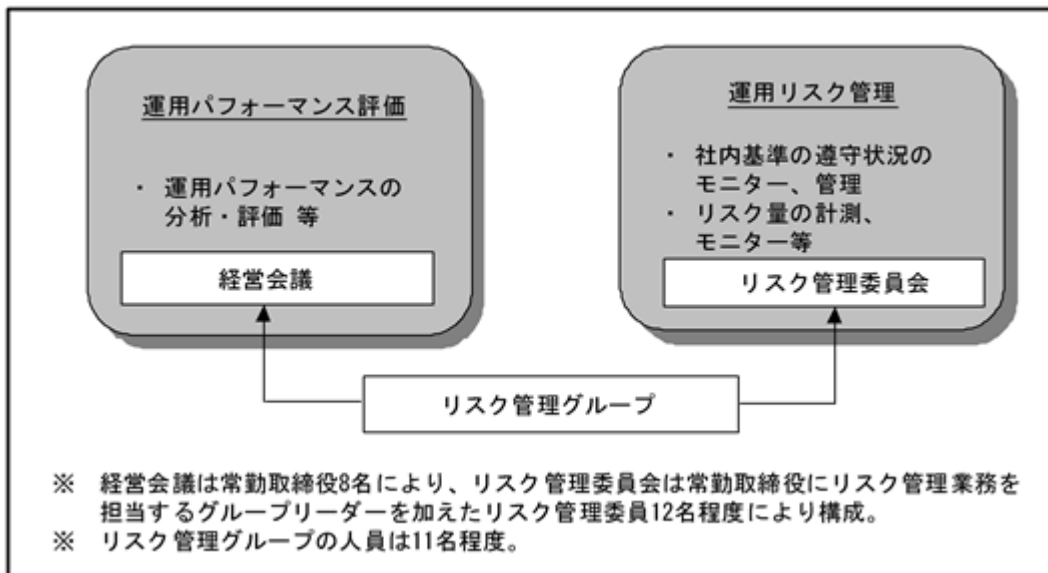 運用パフォーマンス評価
・ 運用パフォーマンスの
分析・評価 等
経営会議
運用リスク管理
・ 社内基準の遵守状況の
モニター、管理
・ リスク量の計測、
モニター等
リスク管理委員会
リスク管理グループ
※ 経営会議は常勤取締役8名により、リスク管理委員会は常勤取締役にリスク管理業務を
担当するグループリーダーを加えたリスク管理委員12名程度により構成。
※ リスク管理グループの人員は11名程度。